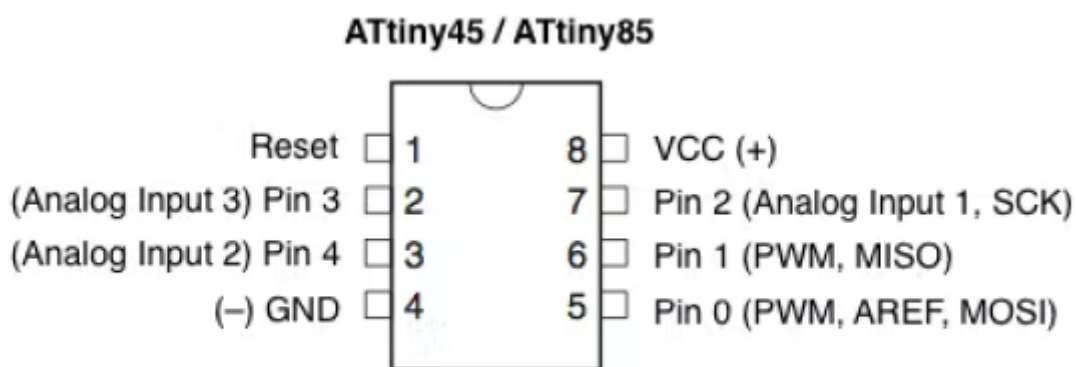 ATtiny45 / ATtiny85
Reset 1 8 VCC (+)
(Analog Input 3) Pin 3 2 7 Pin 2 (Analog Input 1, SCK)
(Analog Input 2) Pin 4 3 6 Pin 1 (PWM, MISO)
(–) GND 4 5 Pin 0 (PWM, AREF, MOSI)